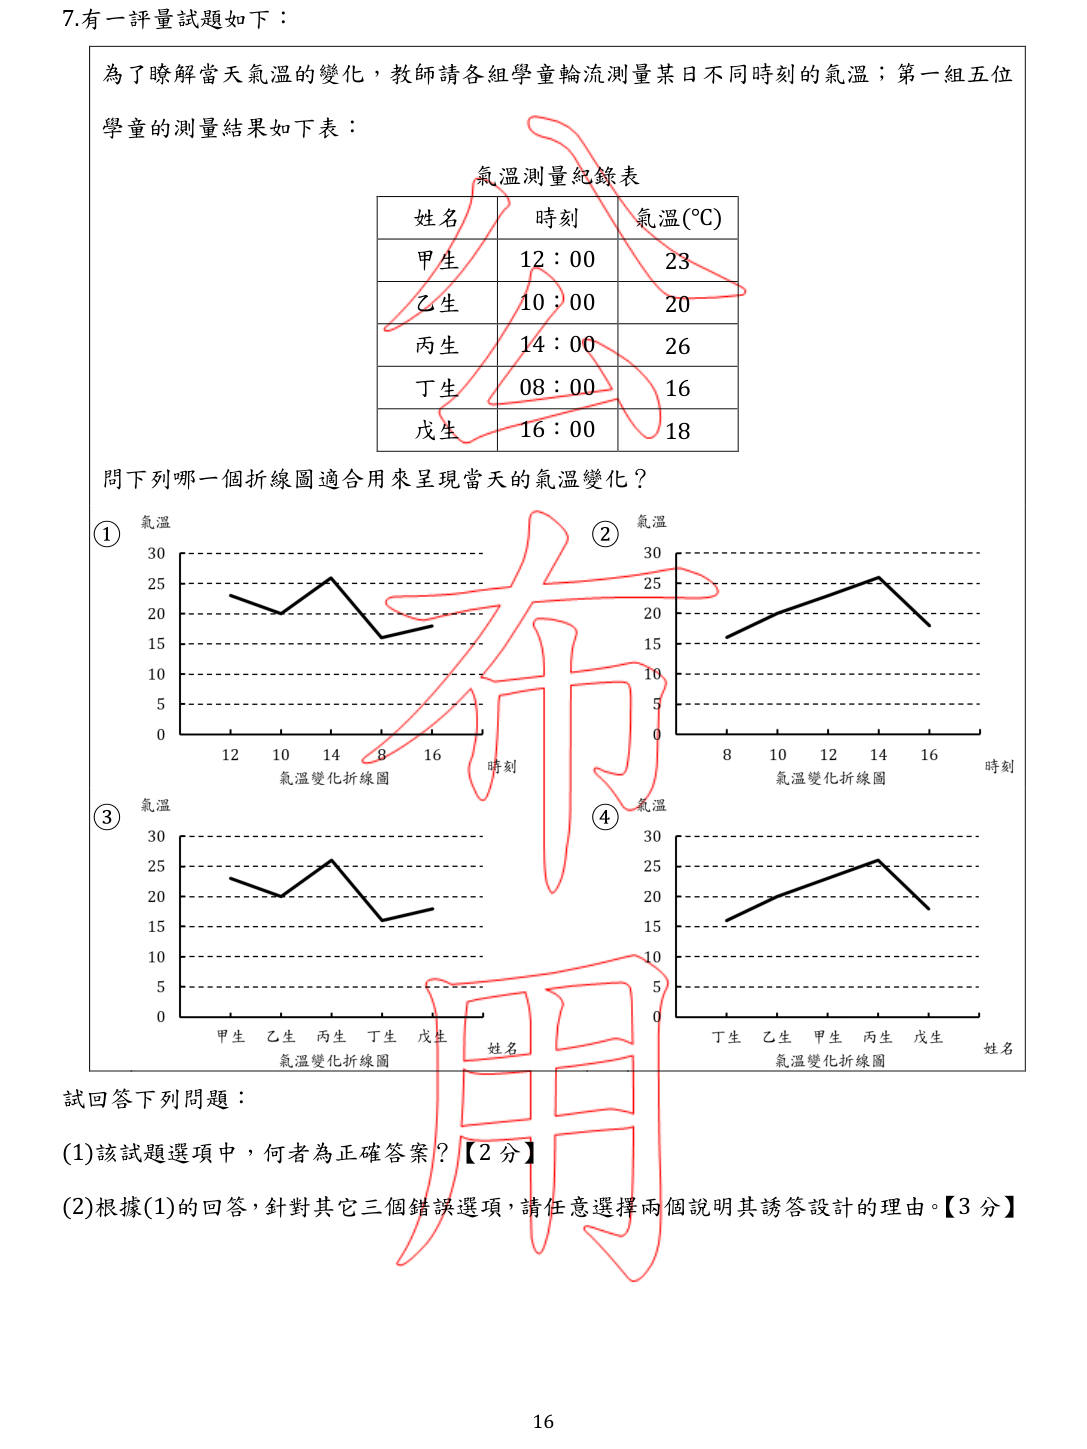 7.有一評量試題如下：
為了瞭解當天氣溫的變化，教師請各組學童輪流測量某日不同時刻的氣溫；第一組五位
學童的測量結果如下表：
氣溫測量紀錄表
姓名 時刻 氣溫(℃)
甲生 12：00 23
乙生 10：00 20
丙生 14：00 26
丁生 08：00 16
戊生 16：00 18
問下列哪一個折線圖適合用來呈現當天的氣溫變化？
① 氣溫
30
25
20
15
10
5
0
12 10 14 8 16 時刻
氣溫變化折線圖
② 氣溫
30
25
20
15
10
5
0
8 10 12 14 16 時刻
氣溫變化折線圖
③ 氣溫
30
25
20
15
10
5
0
甲生 乙生 丙生 丁生 戊生 姓名
氣溫變化折線圖
④ 氣溫
30
25
20
15
10
5
0
丁生 乙生 甲生 丙生 戊生 姓名
氣溫變化折線圖
試回答下列問題：
(1)該試題選項中，何者為正確答案？【2 分】
(2)根據(1)的回答，針對其它三個錯誤選項，請任意選擇兩個說明其誘答設計的理由。【3 分】
16
公
布
用